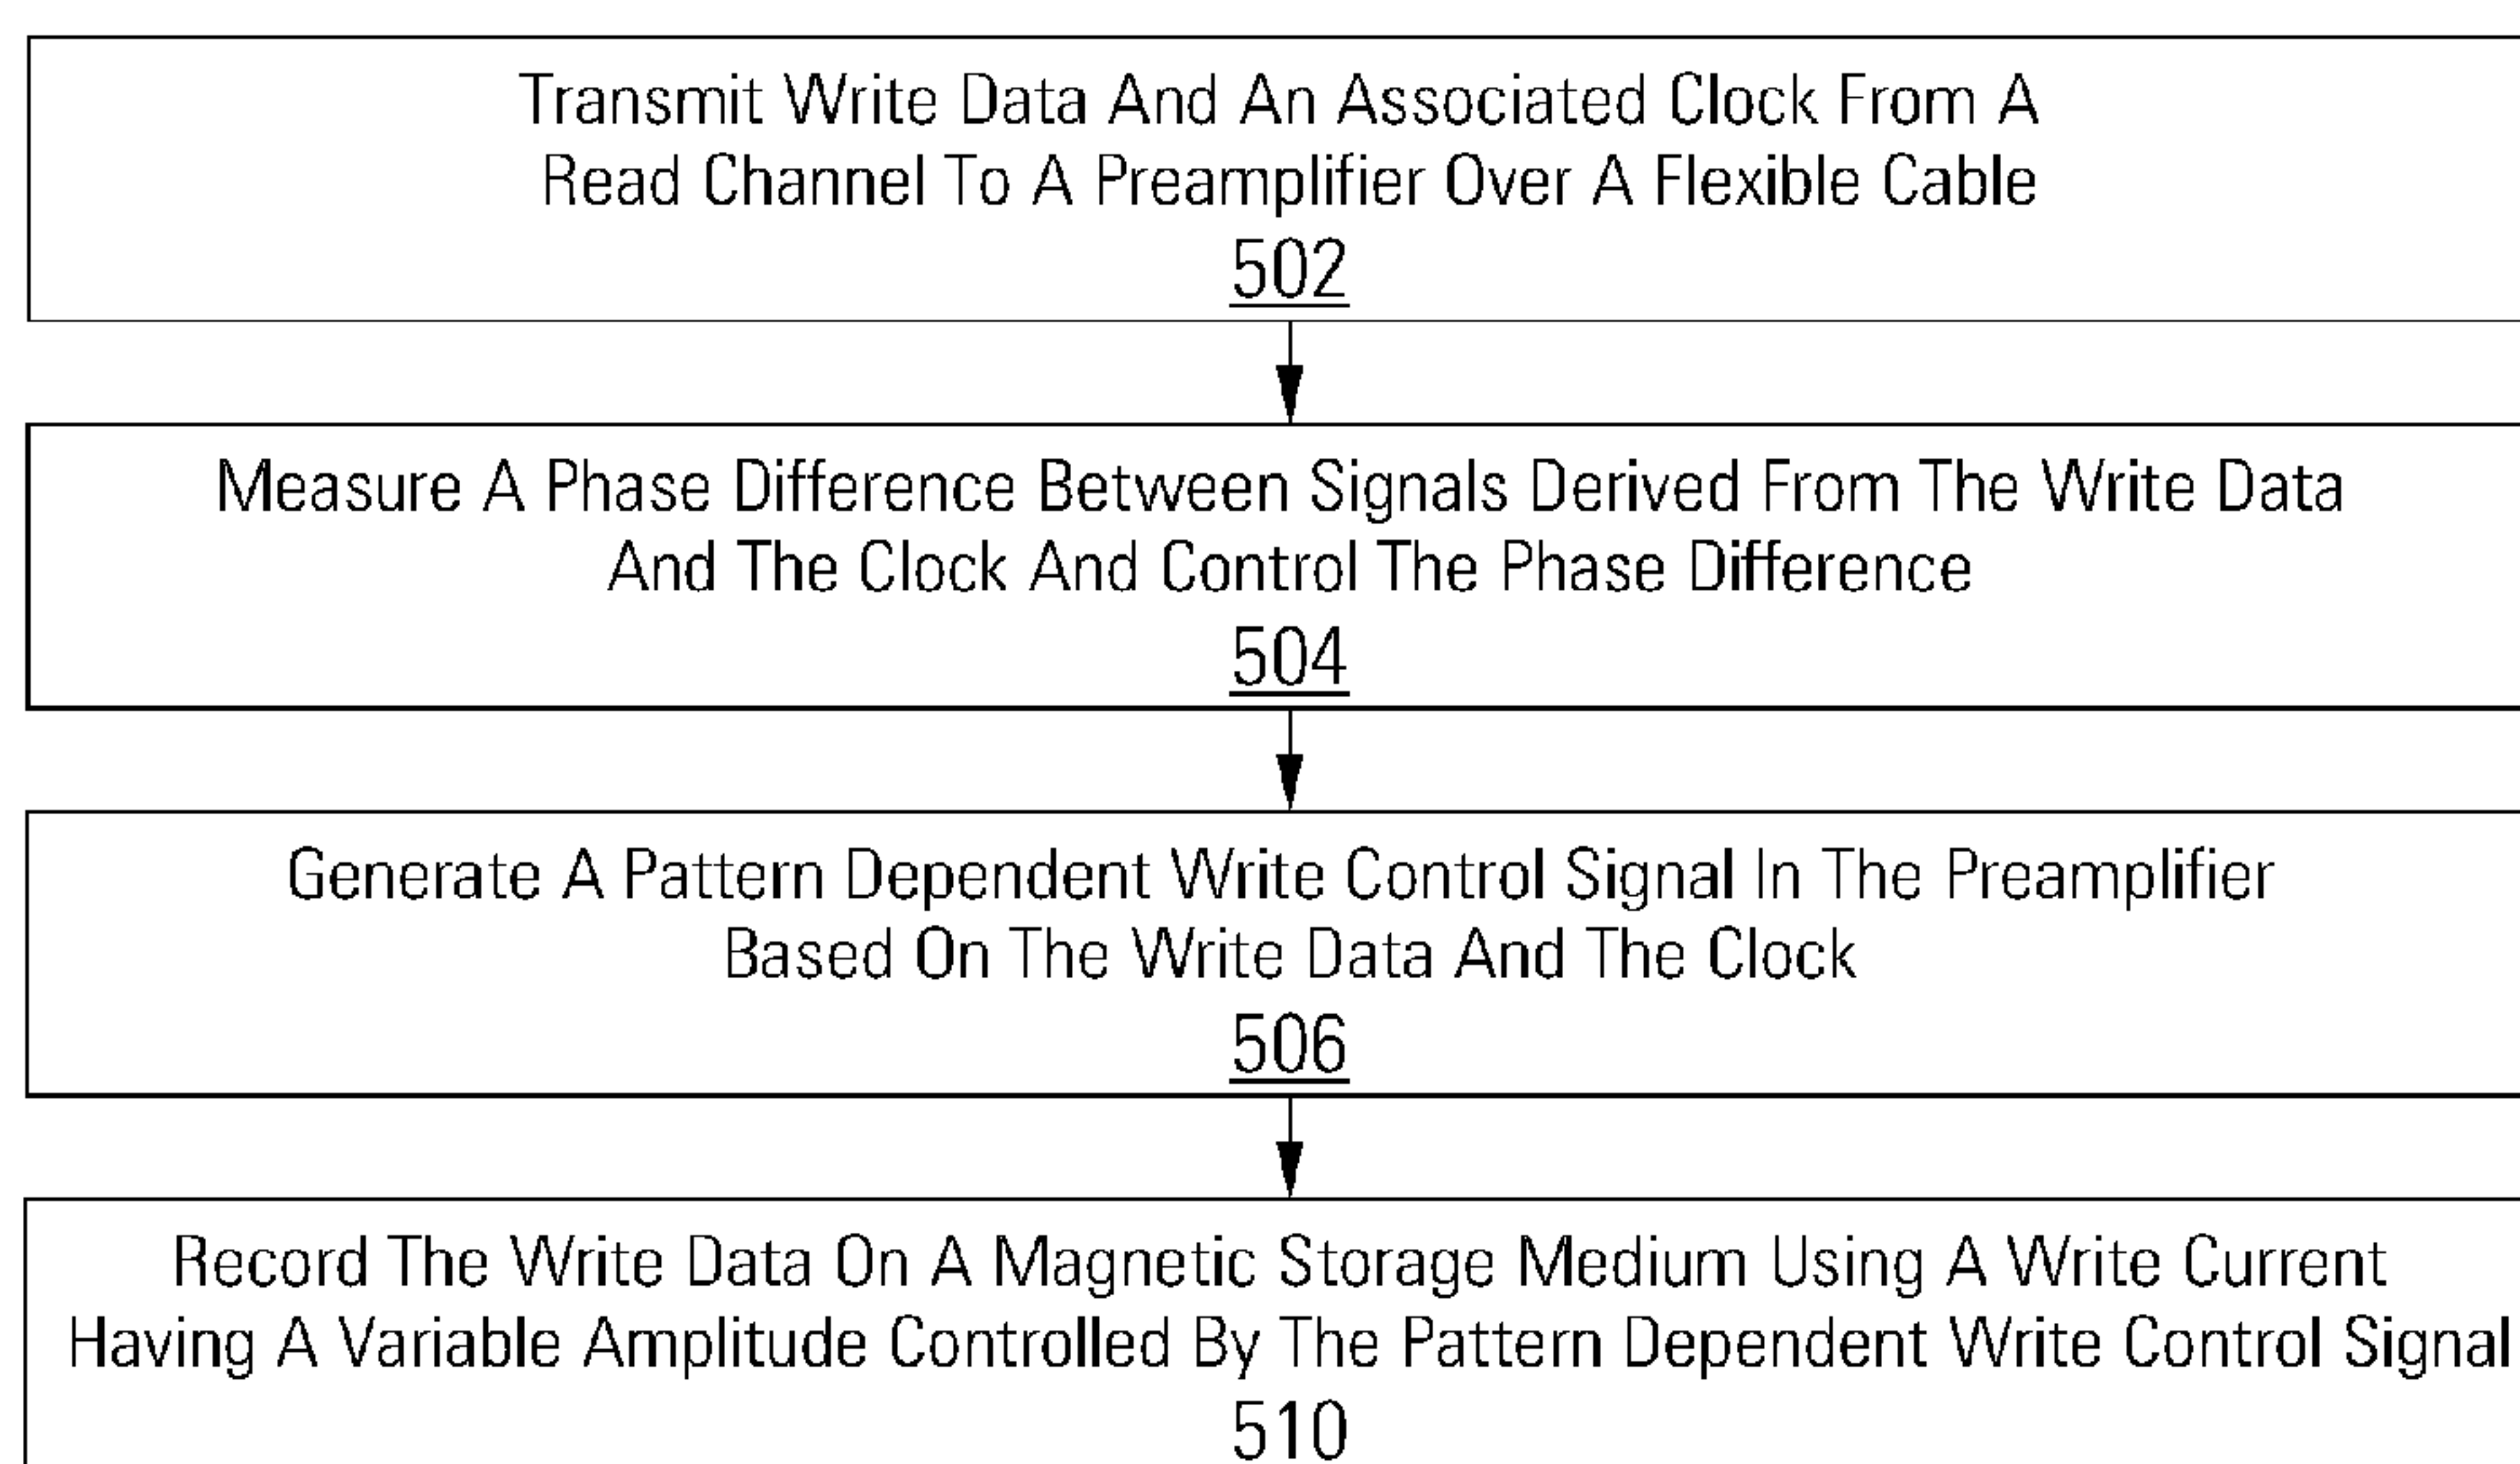 Transmit Write Data And An Associated Clock From A
Read Channel To A Preamplifier Over A Flexible Cable
502
Measure A Phase Difference Between Signals Derived From The Write Data
And The Clock And Control The Phase Difference
504
Generate A Pattern Dependent Write Control Signal In The Preamplifier
Based On The Write Data And The Clock
506
Record The Write Data On A Magnetic Storage Medium Using A Write Current
Having A Variable Amplitude Controlled By The Pattern Dependent Write Control Signal
510